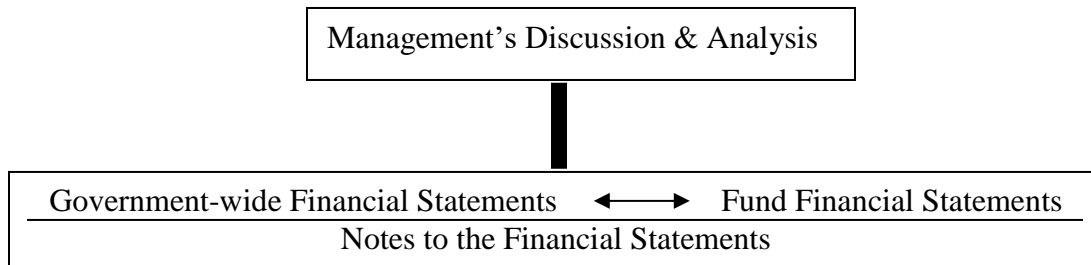 Management’s Discussion & Analysis
Government-wide Financial Statements Fund Financial Statements
Notes to the Financial Statements